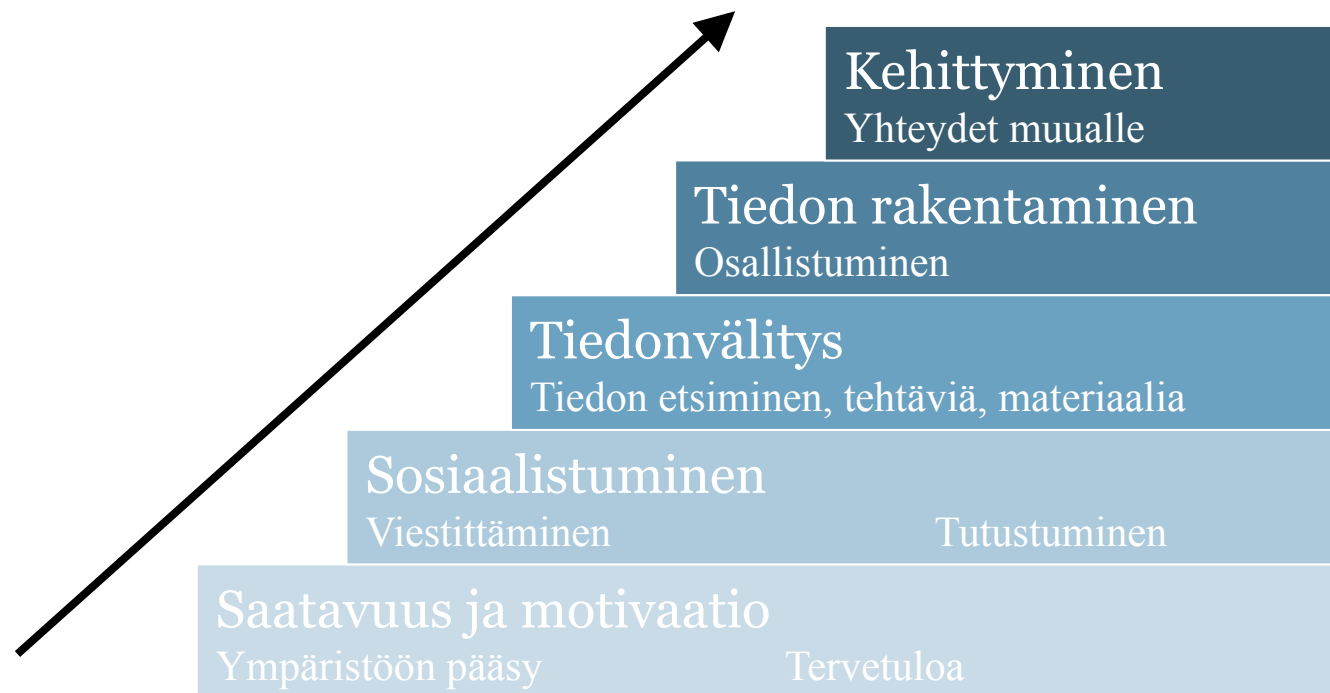 Kehittyminen
Yhteydet muualle
Tiedon rakentaminen
Osallistuminen
Tiedonvälitys
Tiedon etsiminen, tehtäviä, materiaalia
Sosiaalistuminen
Viestittäminen Tutustuminen
Saatavuus ja motivaatio
Ympäristöön pääsy Tervetuloa